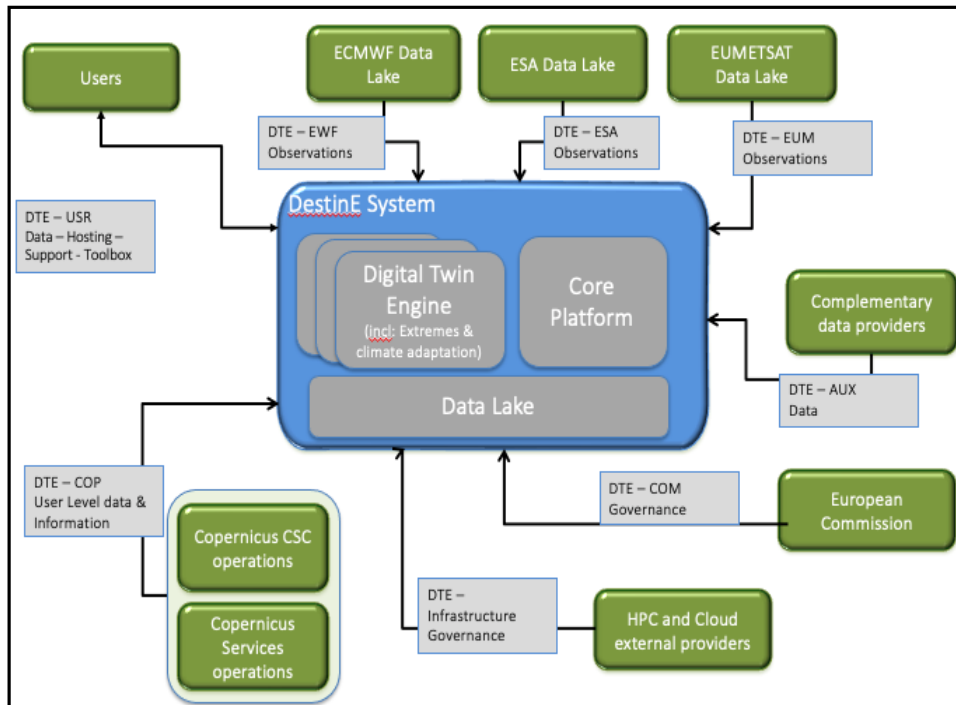 Users
ECMWF Data
Lake
ESA Data Lake
EUMETSAT
Data Lake
DTE – EWF
Observations
DTE – ESA
Observations
DTE – EUM
Observations
DTE – USR
Data – Hosting –
Support - Toolbox
DestinE System
Digital Twin
Engine
(incl: Extremes &
climate adaptation)
Core
Platform
Data Lake
Complementary
data providers
DTE – AUX
Data
DTE – COP
User Level data &
Information
Copernicus CSC
operations
Copernicus
Services
operations
DTE – COM
Governance
European
Commission
DTE –
Infrastructure
Governance
HPC and Cloud
external providers